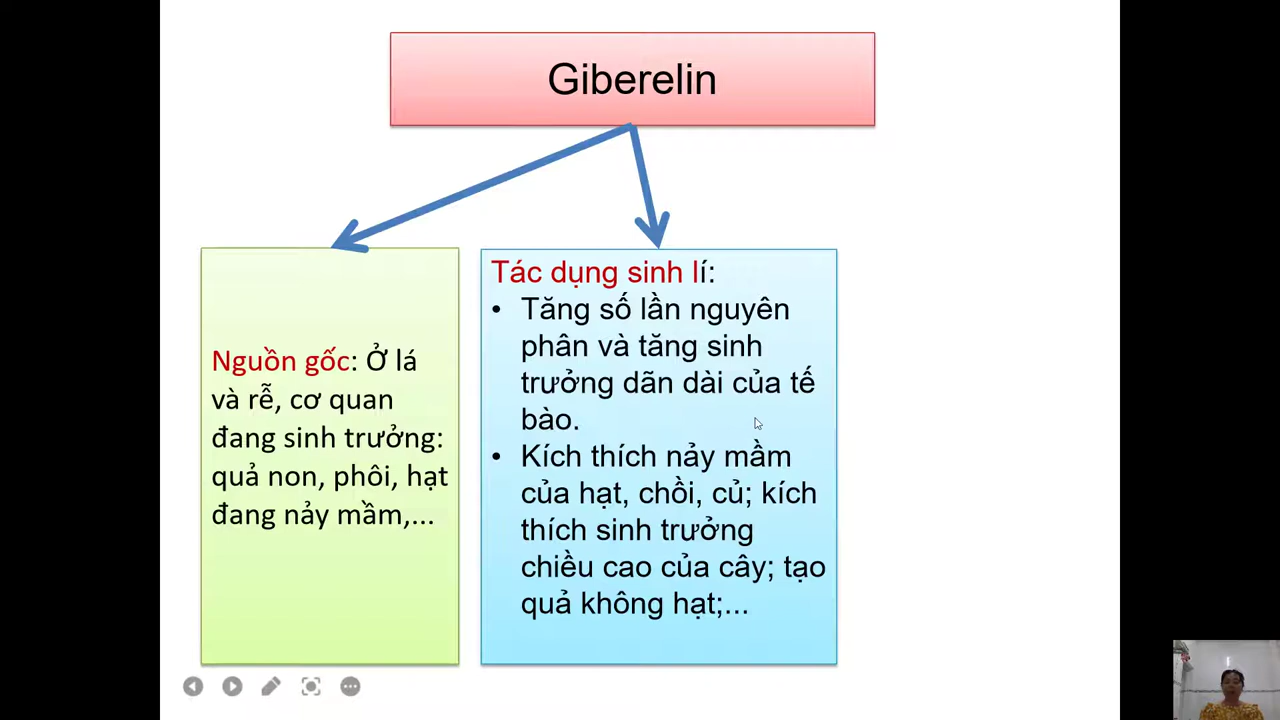 Giberelin
Nguồn gốc: Ở lá
và rễ, cơ quan
đang sinh trưởng:
quả non, phôi, hạt
đang nảy mầm,...
Tác dụng sinh lí:
• Tăng số lần nguyên
phân và tăng sinh
trưởng dãn dài của tế
bào.
• Kích thích nảy mầm
của hạt, chồi, củ; kích
thích sinh trưởng
chiều cao của cây; tạo
quả không hạt;...